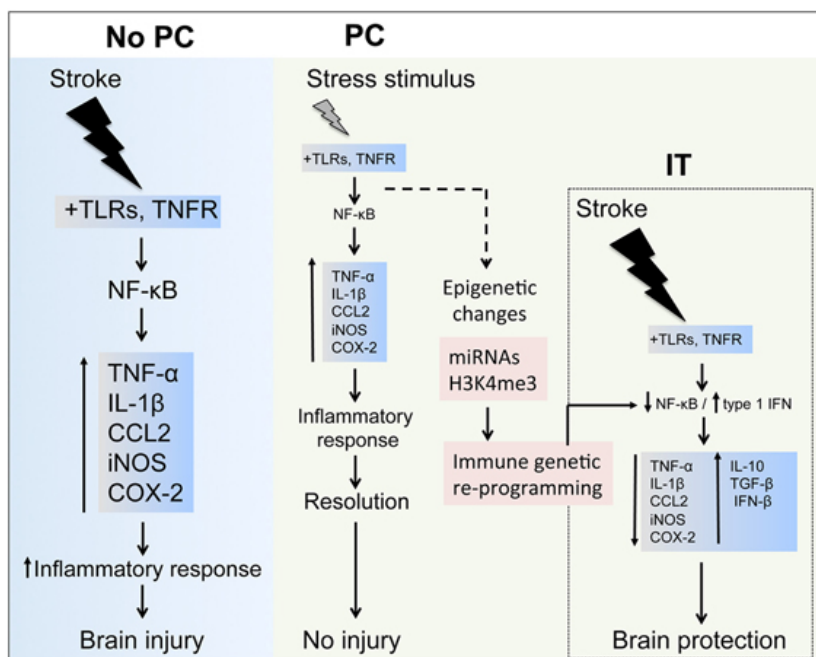 No PC
Stroke
+TLRs, TNFR
NF-κB
TNF-α
IL-1β
CCL2
iNOS
COX-2
Inflammatory response
Brain injury
PC
Stress stimulus
+TLRs, TNFR
NF-κB
TNF-α
IL-1β
CCL2
iNOS
COX-2
Inflammatory
response
Resolution
No injury
Epigenetic
changes
miRNAs
H3K4me3
Immune genetic
re-programming
IT
Stroke
+TLRs, TNFR
NF-κB / type 1 IFN
TNF-α
IL-1β
CCL2
iNOS
COX-2
IL-10
TGF-β
IFN-β
Brain protection